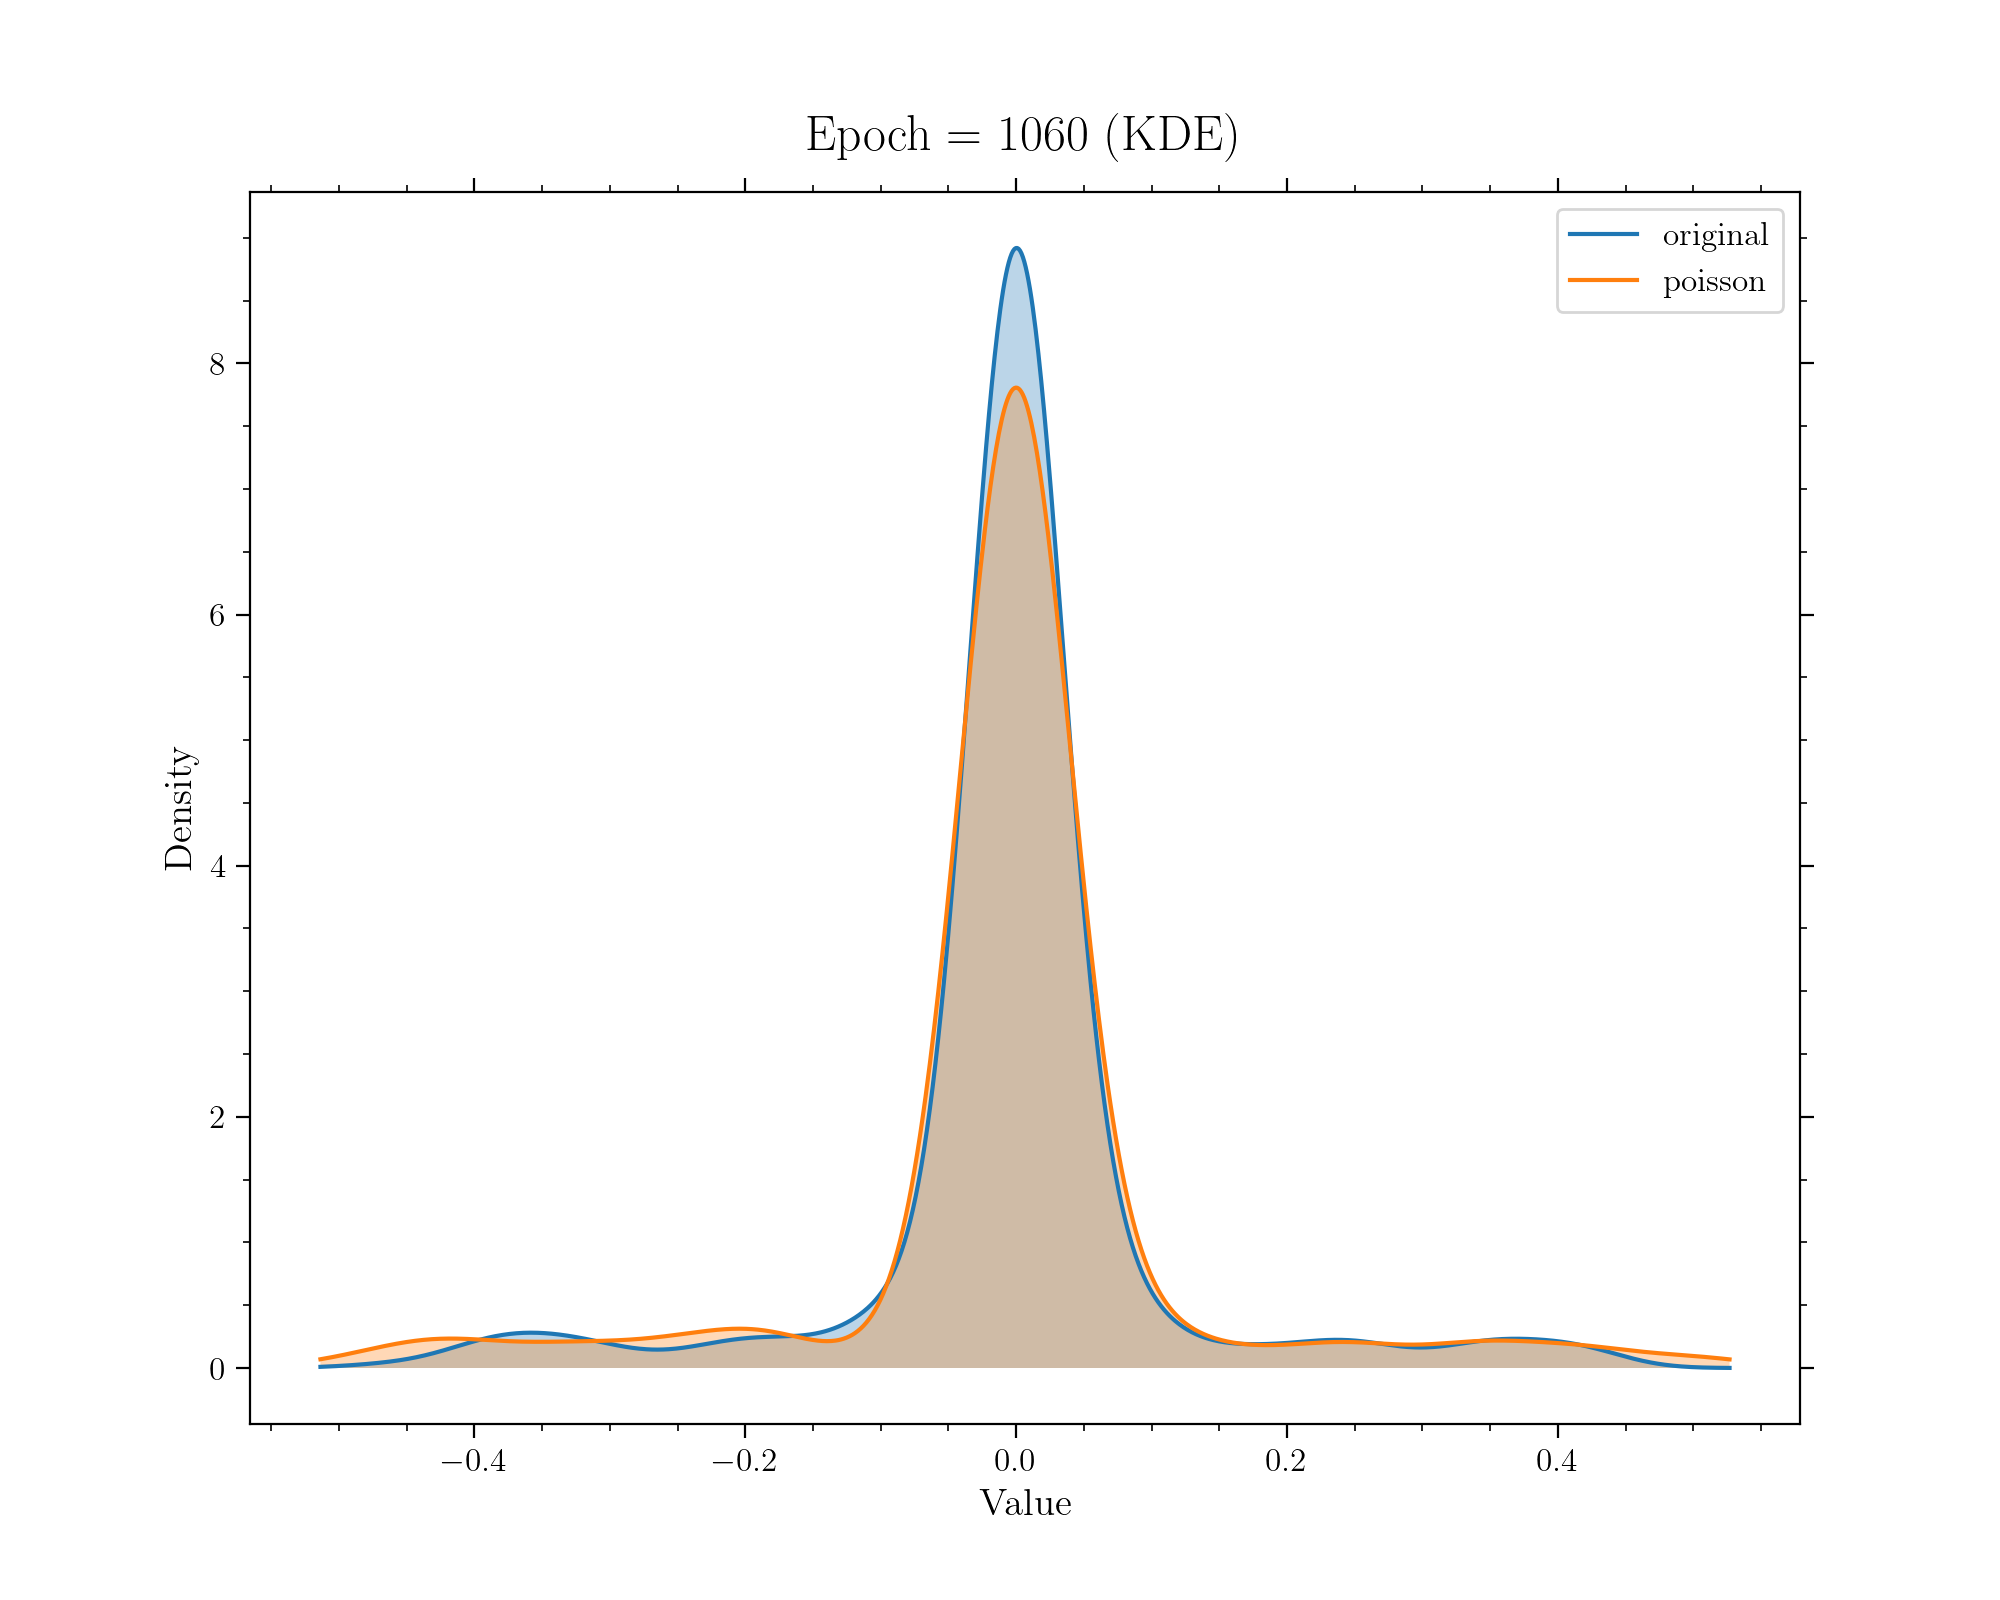 Epoch = 1060 (KDE)
original
poisson
8
6
4
2
0
Density
−0.4 −0.2 0.0 0.2 0.4
Value